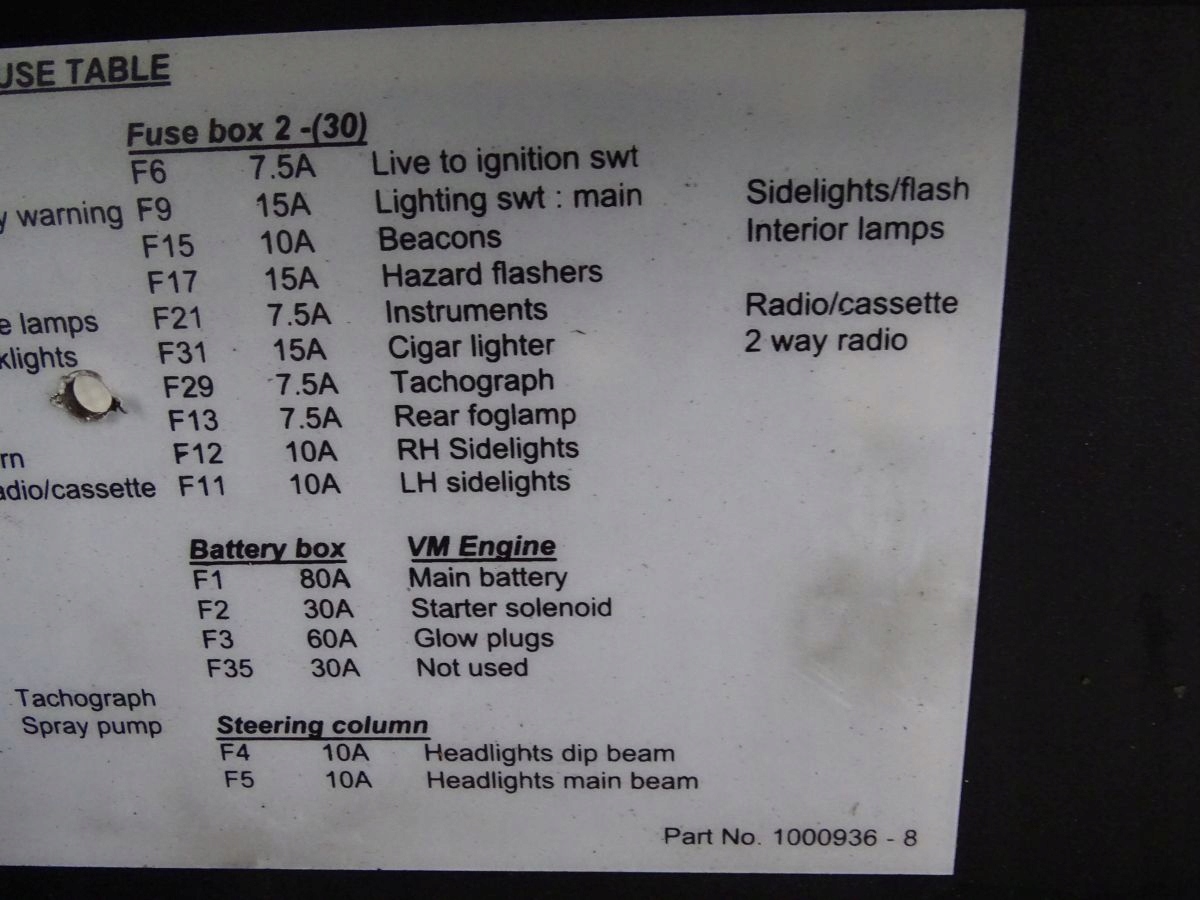 USE TABLE
Fuse box 2 -(30)
F6 7.5A Live to ignition swt
y warning F9 15A Lighting swt : main Sidelights/flash
F15 10A Beacons Interior lamps
F17 15A Hazard flashers
e lamps F21 7.5A Instruments Radio/cassette
klights F31 15A Cigar lighter 2 way radio
F29 7.5A Tachograph
F13 7.5A Rear foglamp
rn F12 10A RH Sidelights
adio/cassette F11 10A LH sidelights
Battery box VM Engine
F1 80A Main battery
F2 30A Starter solenoid
F3 60A Glow plugs
F35 30A Not used
Tachograph
Spray pump Steering column
F4 10A Headlights dip beam
F5 10A Headlights main beam
Part No. 1000936 - 8